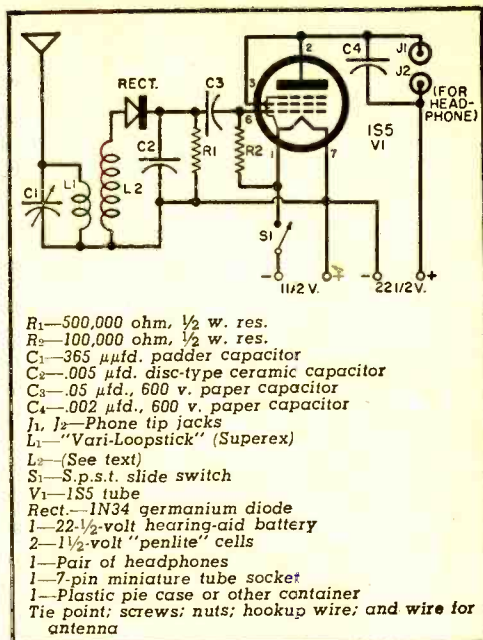 2
C4
J1
J2
(FOR HEAD-
PHONE)
RECT.
C3
3
6
1S5
V1
C2
R1
R2
1
7
C1
L1
L2
S1
- 1 1/2 V. +
- 22 1/2 V. +
R₁—500,000 ohm, ½ w. res.
R₂—100,000 ohm, ½ w. res.
C₁—365 μμfd. padder capacitor
C₂—.005 μfd. disc-type ceramic capacitor
C₃—.05 μfd., 600 v. paper capacitor
C₄—.002 μfd., 600 v. paper capacitor
J₁, J₂—Phone tip jacks
L₁—"Vari-Loopstick" (Superex)
L₂—(See text)
S₁—S.p.s.t. slide switch
V₁—1S5 tube
Rect.—1N34 germanium diode
1—22-½-volt hearing-aid battery
2—1½-volt "penlite" cells
1—Pair of headphones
1—7-pin miniature tube socket
1—Plastic pie case or other container
Tie point; screws; nuts; hookup wire; and wire for
antenna